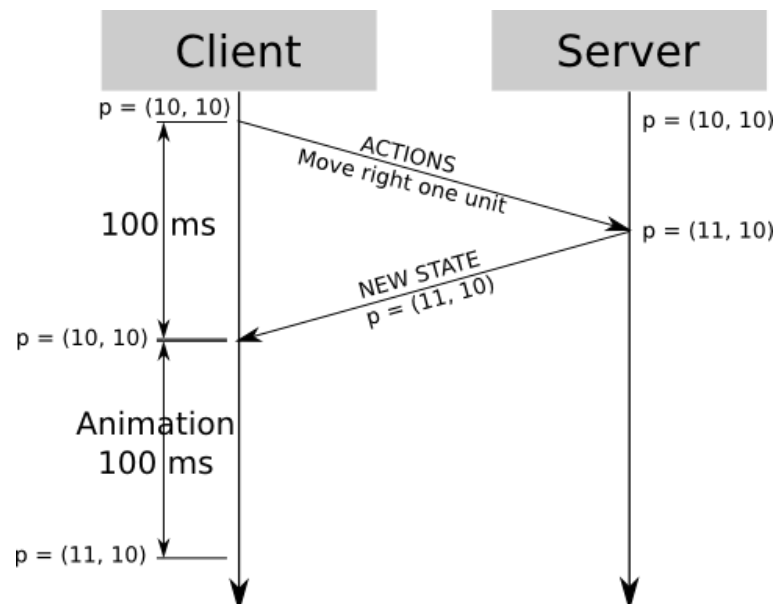 Client
Server
p = (10, 10)
p = (10, 10)
ACTIONS
Move right one unit
100 ms
p = (11, 10)
NEW STATE
p = (11, 10)
p = (10, 10)
Animation
100 ms
p = (11, 10)